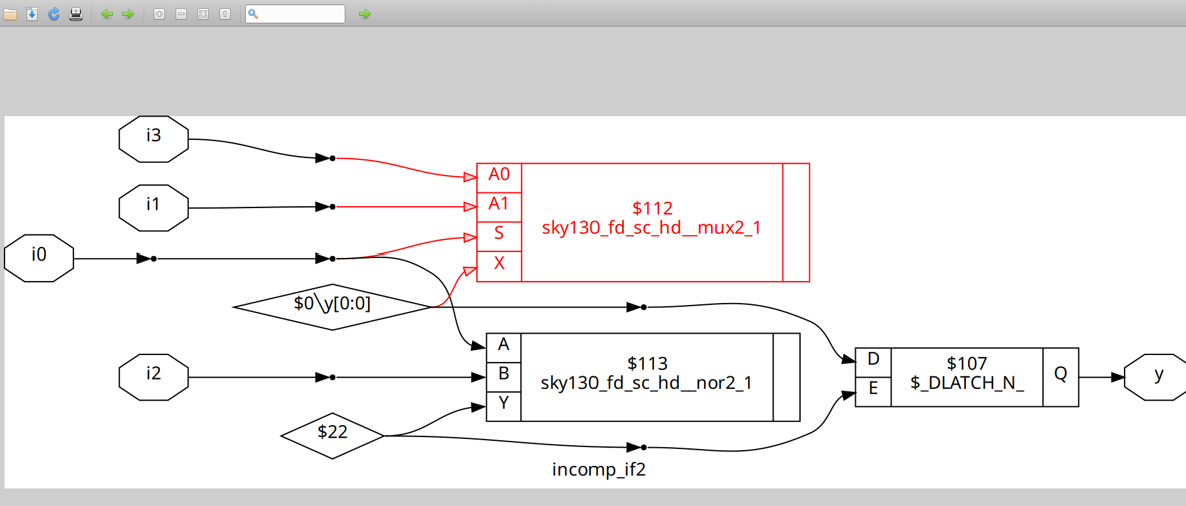 i3
i1
i0
i2
A0
A1
S
X
$112
sky130_fd_sc_hd__mux2_1
$0\y[0:0]
A
B
Y
$113
sky130_fd_sc_hd__nor2_1
$22
D
E
$107
$_DLATCH_N_
Q
y
incomp_if2